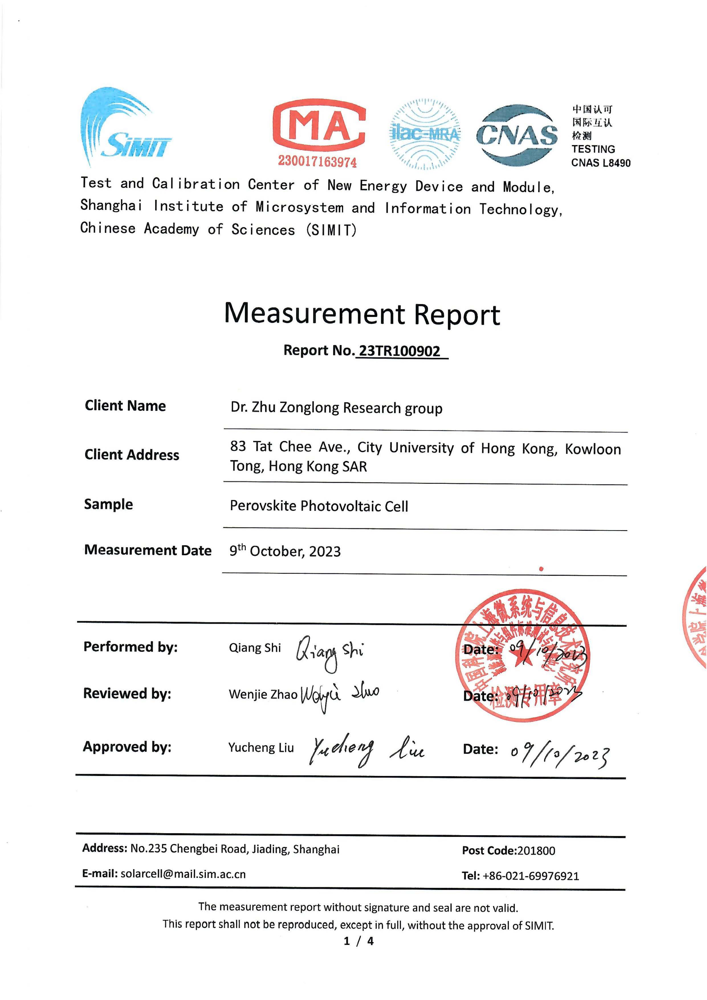 SIMIT
MA
230017163974
ilac-MRA
CNAS
中国认可
国际互认
检测
TESTING
CNAS L8490
Test and Calibration Center of New Energy Device and Module,
Shanghai Institute of Microsystem and Information Technology,
Chinese Academy of Sciences (SIMIT)
Measurement Report
Report No. 23TR100902
Client Name Dr. Zhu Zonglong Research group
Client Address 83 Tat Chee Ave., City University of Hong Kong, Kowloon
Tong, Hong Kong SAR
Sample Perovskite Photovoltaic Cell
Measurement Date 9th October, 2023
Performed by: Qiang Shi Qiang Shi Date: 09/10/2023
Reviewed by: Wenjie Zhao Date: 09/10/2023
Approved by: Yucheng Liu Yucheng Liu Date: 09/10/2023
中国科学院上海微系统与信息技术研究所
检测专用章
Address: No.235 Chengbei Road, Jiading, Shanghai Post Code:201800
E-mail: solarcell@mail.sim.ac.cn Tel: +86-021-69976921
The measurement report without signature and seal are not valid.
This report shall not be reproduced, except in full, without the approval of SIMIT.
1 / 4